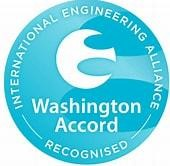 INTERNATIONAL ENGINEERING ALLIANCE
Washington
Accord
RECOGNISED